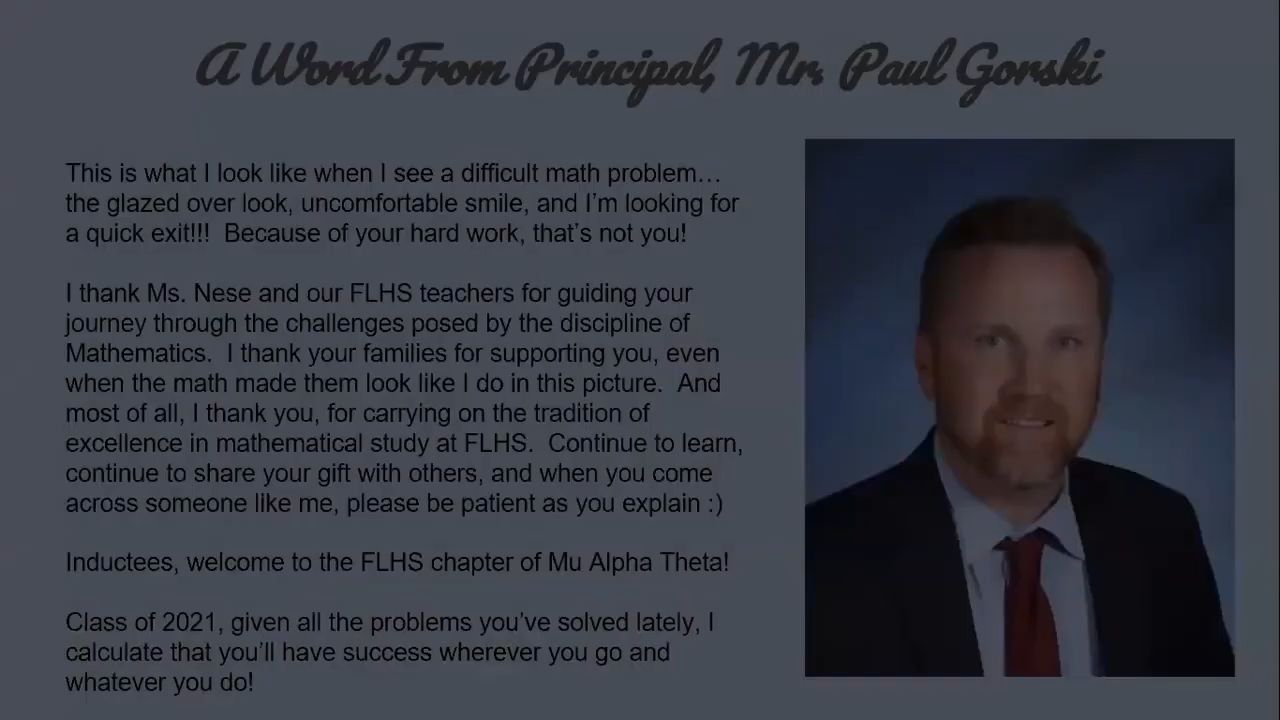 A Word From Principal, Mr. Paul Gorski
This is what I look like when I see a difficult math problem…
the glazed over look, uncomfortable smile, and I’m looking for
a quick exit!!!  Because of your hard work, that’s not you!
I thank Ms. Nese and our FLHS teachers for guiding your
journey through the challenges posed by the discipline of
Mathematics.  I thank your families for supporting you, even
when the math made them look like I do in this picture.  And
most of all, I thank you, for carrying on the tradition of
excellence in mathematical study at FLHS.  Continue to learn,
continue to share your gift with others, and when you come
across someone like me, please be patient as you explain :)
Inductees, welcome to the FLHS chapter of Mu Alpha Theta!
Class of 2021, given all the problems you’ve solved lately, I
calculate that you’ll have success wherever you go and
whatever you do!